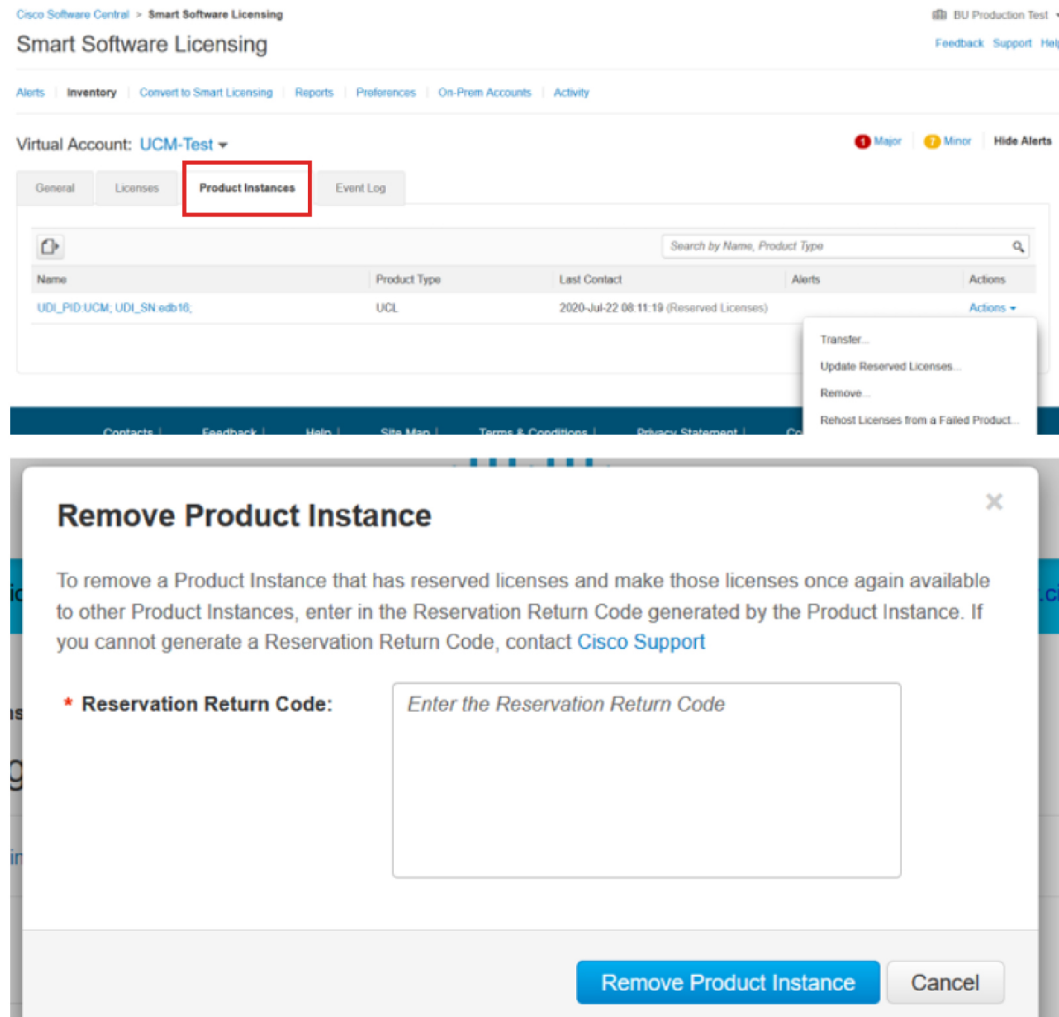 Cisco Software Central > Smart Software Licensing
BU Production Test
Smart Software Licensing
Feedback Support Help
Alerts | Inventory | Convert to Smart Licensing | Reports | Preferences | On-Prem Accounts | Activity
Virtual Account: UCM-Test
1 Major | 7 Minor | Hide Alerts
General Licenses Product Instances Event Log
Search by Name, Product Type
Name Product Type Last Contact Alerts Actions
UDI_PID:UCM; UDI_SN:edb16; UCL 2020-Jul-22 08:11:19 (Reserved Licenses) Actions
Transfer...
Update Reserved Licenses...
Remove...
Rehost Licenses from a Failed Product...
Contacts | Feedback | Help | Site Map | Terms & Conditions | Privacy Statement |
Remove Product Instance
×
To remove a Product Instance that has reserved licenses and make those licenses once again available
to other Product Instances, enter in the Reservation Return Code generated by the Product Instance. If
you cannot generate a Reservation Return Code, contact Cisco Support
* Reservation Return Code:
Enter the Reservation Return Code
Remove Product Instance Cancel